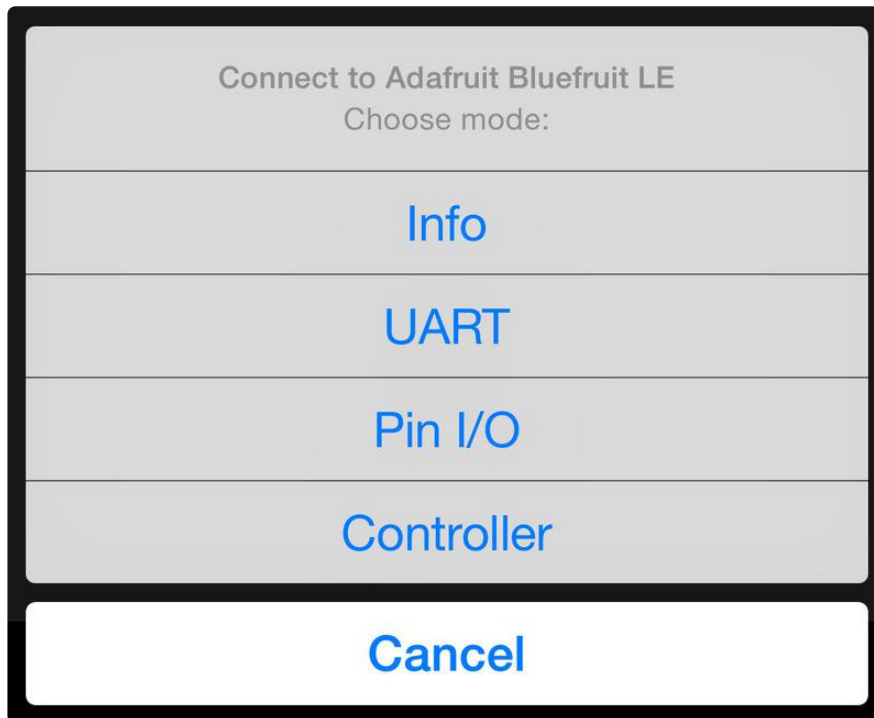 Connect to Adafruit Bluefruit LE
Choose mode:
Info
UART
Pin I/O
Controller
Cancel